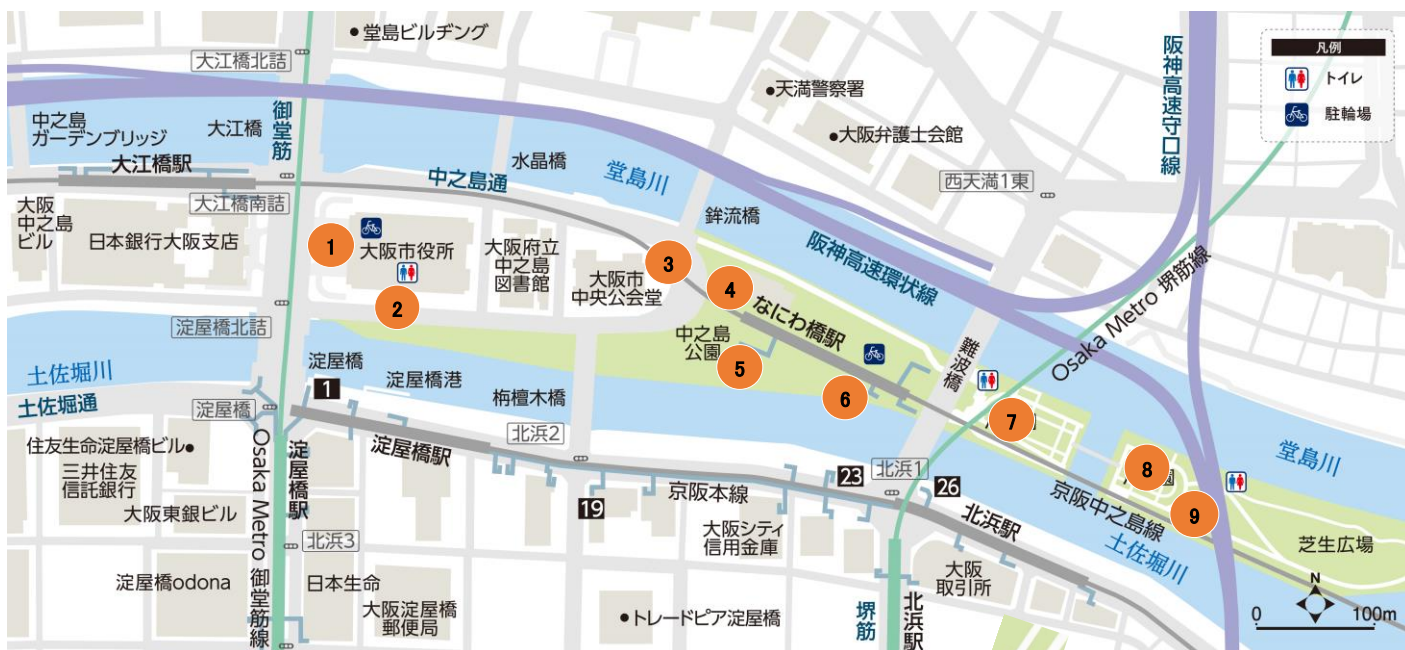 堂島ビルヂング
大江橋北詰
御堂筋
中之島
ガーデンブリッジ
大江橋
大江橋駅
大江橋南詰
中之島通
水晶橋
堂島川
天満警察署
大阪弁護士会館
西天満1東
阪神高速守口線
凡例
トイレ
駐輪場
鉾流橋
阪神高速環状線
Osaka Metro 堺筋線
大阪
中之島
ビル
日本銀行大阪支店
1
大阪市役所
2
大阪府立
中之島
図書館
大阪市
中央公会堂
3
4
なにわ橋駅
中之島
公園
5
6
難波橋
7
8
園
9
堂島川
芝生広場
京阪中之島線
土佐堀川
N
0
100m
淀屋橋北詰
土佐堀川
土佐堀通
淀屋橋
淀屋橋
1
淀屋橋港
栴檀木橋
淀屋橋駅
北浜2
19
京阪本線
23
北浜1
26
北浜駅
住友生命淀屋橋ビル
三井住友
信託銀行
大阪東銀ビル
淀屋橋odona
Osaka Metro 御堂筋線
淀屋橋駅
北浜3
日本生命
大阪淀屋橋
郵便局
大阪シティ
信用金庫
トレードピア淀屋橋
堺筋
北浜駅
大阪
取引所